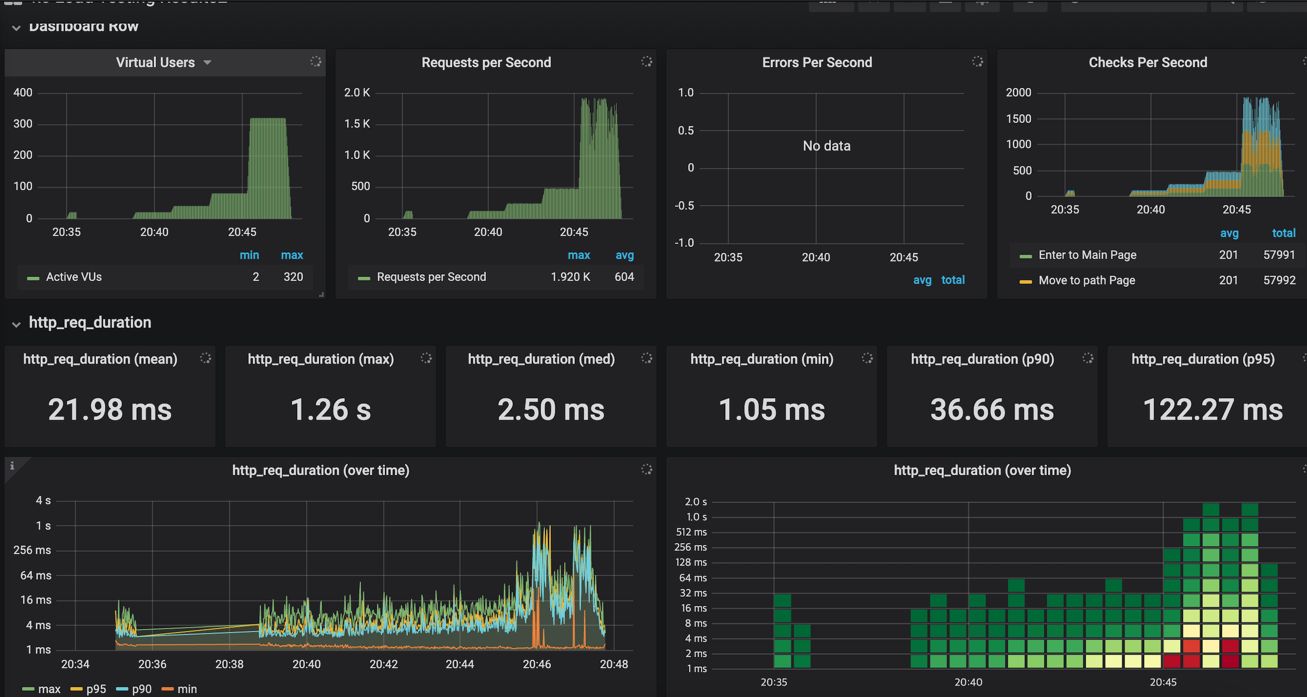 Dashboard Row
Virtual Users
400
300
200
100
0
20:35 20:40 20:45
min max
Active VUs 2 320
Requests per Second
2.0 K
1.5 K
1.0 K
500
0
20:35 20:40 20:45
max avg
Requests per Second 1.920 K 604
Errors Per Second
1.0
0.5
0
-0.5
-1.0
No data
20:35 20:40 20:45
avg total
Checks Per Second
2000
1500
1000
500
0
20:35 20:40 20:45
avg total
Enter to Main Page 201 57991
Move to path Page 201 57992
http_req_duration
http_req_duration (mean)
21.98 ms
http_req_duration (max)
1.26 s
http_req_duration (med)
2.50 ms
http_req_duration (min)
1.05 ms
http_req_duration (p90)
36.66 ms
http_req_duration (p95)
122.27 ms
http_req_duration (over time)
4 s
1 s
256 ms
64 ms
16 ms
4 ms
1 ms
20:34 20:36 20:38 20:40 20:42 20:44 20:46 20:48
max p95 p90 min
http_req_duration (over time)
2.0 s
1.0 s
512 ms
256 ms
128 ms
64 ms
32 ms
16 ms
8 ms
4 ms
2 ms
1 ms
20:35 20:40 20:45